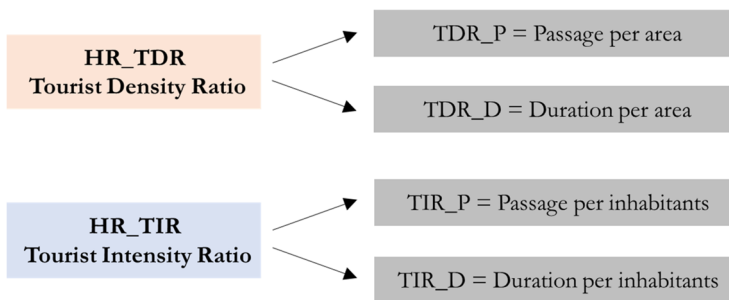 HR_TDR
Tourist Density Ratio
TDR_P = Passage per area
TDR_D = Duration per area
HR_TIR
Tourist Intensity Ratio
TIR_P = Passage per inhabitants
TIR_D = Duration per inhabitants